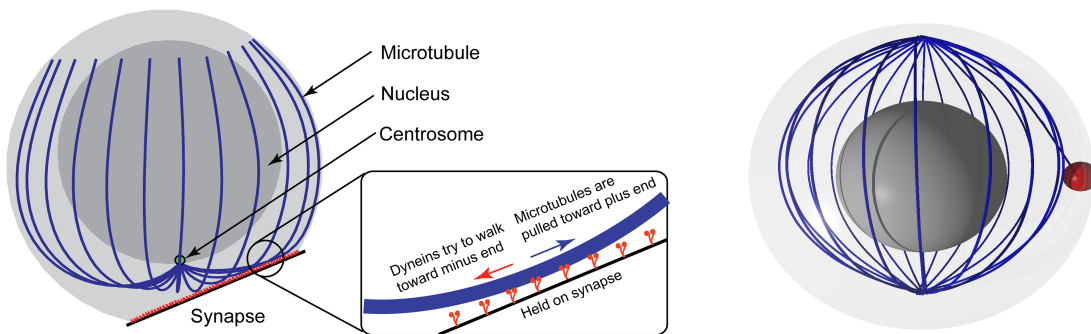 Microtubule
Nucleus
Centrosome
Synapse
Microtubules are
pulled toward plus end
Dyneins try to walk
toward minus end
Held on synapse